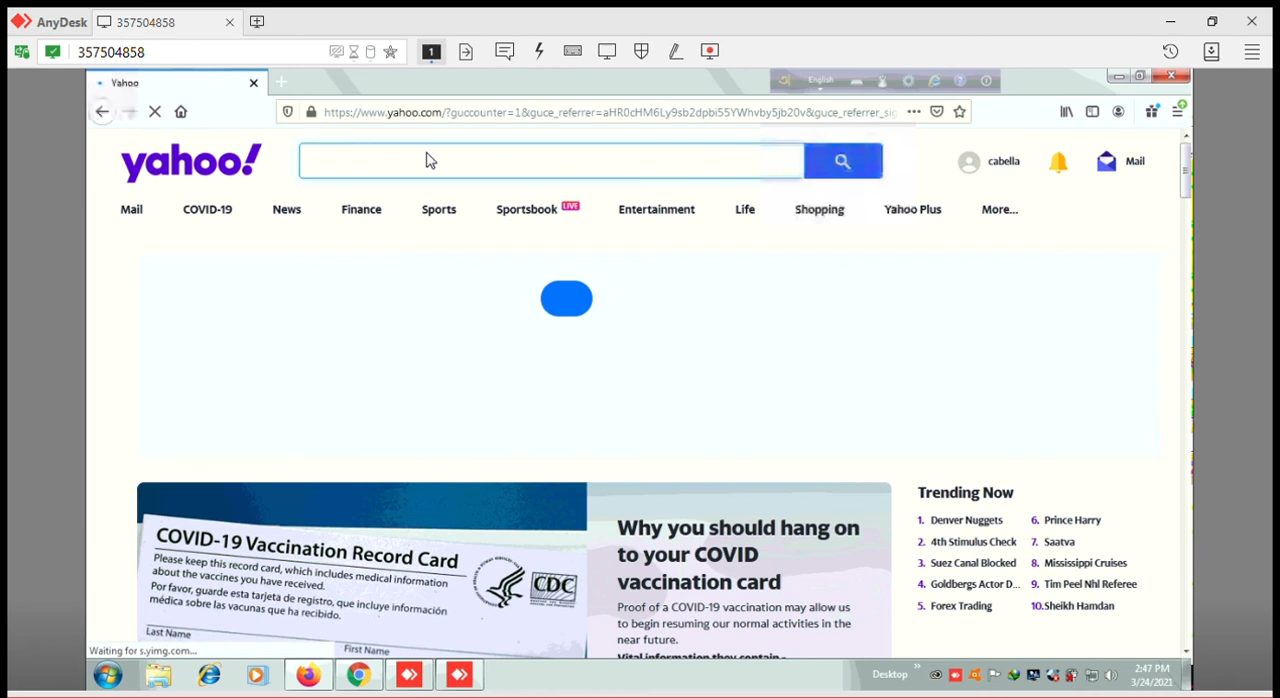 AnyDesk 357504858
357504858 1
Yahoo English
https://www.yahoo.com/?guccounter=1&guce_referrer=aHR0cHM6Ly9sb2dpbi55YWhvby5jb20v&guce_referrer_sig
yahoo! cabella Mail
Mail COVID-19 News Finance Sports Sportsbook LIVE Entertainment Life Shopping Yahoo Plus More...
COVID-19 Vaccination Record Card
Please keep this record card, which includes medical information
about the vaccines you have received.
Por favor, guarde esta tarjeta de registro, que incluye información
médica sobre las vacunas que ha recibido.
CDC
Last Name
First Name
Why you should hang on
to your COVID
vaccination card
Proof of a COVID-19 vaccination may allow us
to begin resuming our normal activities in the
near future.
Vital information they contain
Trending Now
1. Denver Nuggets 6. Prince Harry
2. 4th Stimulus Check 7. Saatva
3. Suez Canal Blocked 8. Mississippi Cruises
4. Goldbergs Actor D... 9. Tim Peel Nhl Referee
5. Forex Trading 10. Sheikh Hamdan
Waiting for s.yimg.com...
Desktop 2:47 PM
3/24/2021